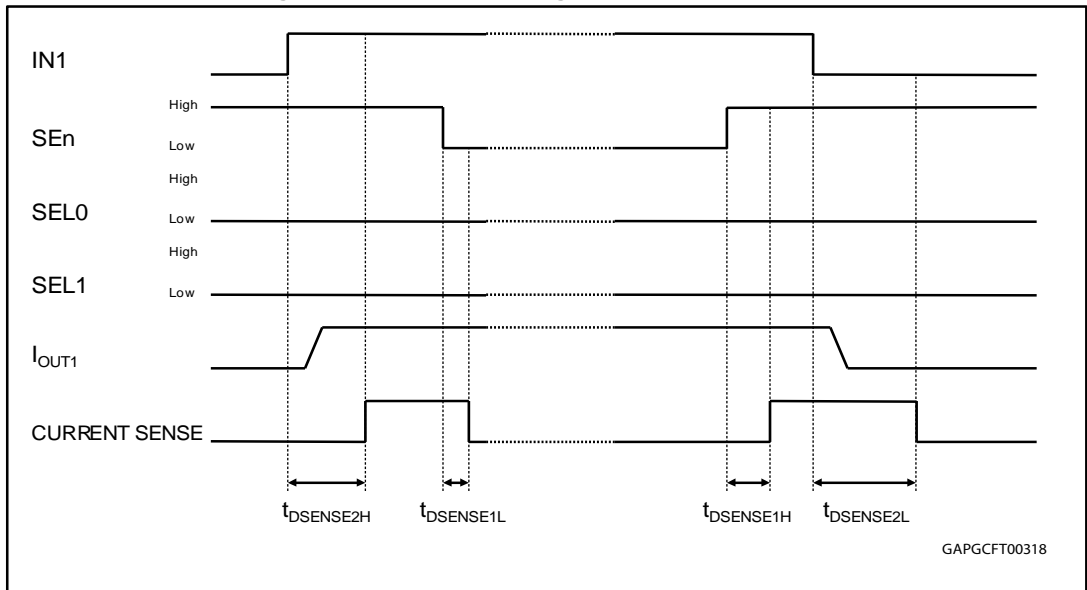 IN1
High
SEn
Low
High
SEL0
Low
High
SEL1
Low
IOUT1
CURRENT SENSE
tDSENSE2H tDSENSE1L tDSENSE1H tDSENSE2L
GAPGCFT00318